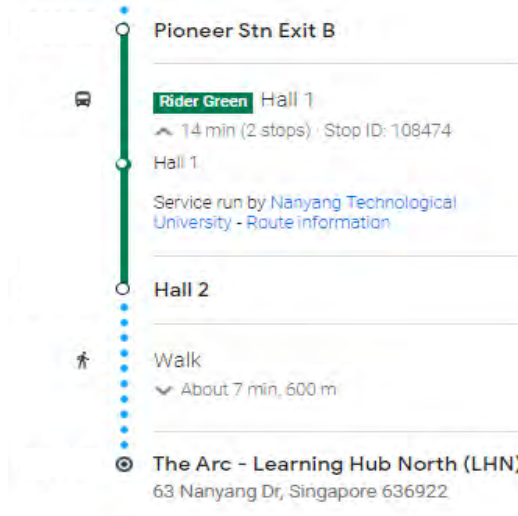 Pioneer Stn Exit B
Rider Green Hall 1
14 min (2 stops) · Stop ID: 108474
Hall 1
Service run by Nanyang Technological
University - Route information
Hall 2
Walk
About 7 min, 600 m
The Arc - Learning Hub North (LHN)
63 Nanyang Dr, Singapore 636922